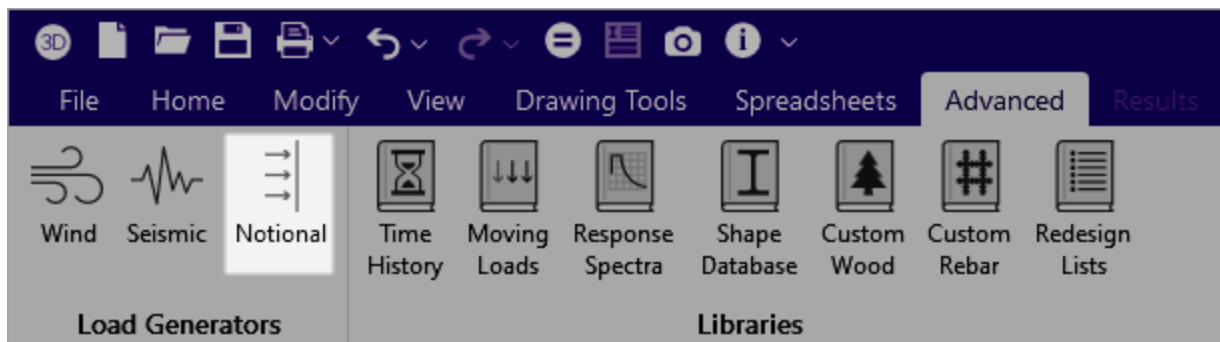 3D
File Home Modify View Drawing Tools Spreadsheets Advanced Results
Wind Seismic Notional Time Moving Response Shape Custom Custom Redesign
History Loads Spectra Database Wood Rebar Lists
Load Generators Libraries